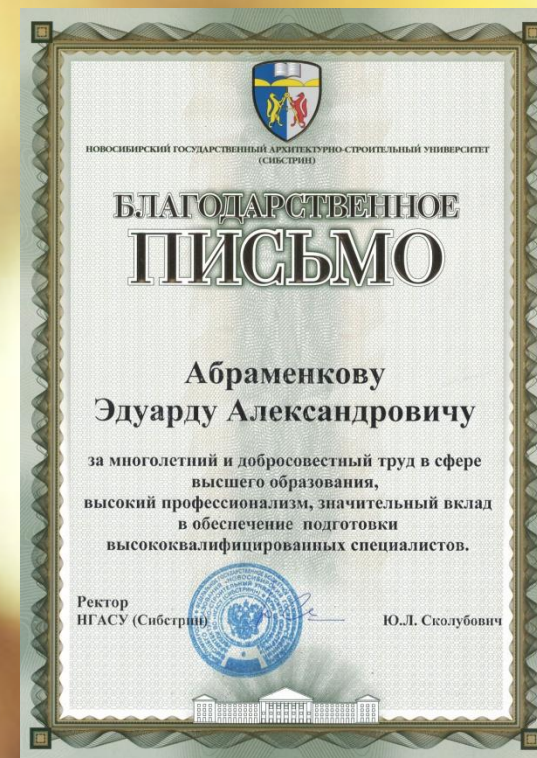 НОВОСИБИРСКИЙ ГОСУДАРСТВЕННЫЙ АРХИТЕКТУРНО-СТРОИТЕЛЬНЫЙ УНИВЕРСИТЕТ
(СИБСТРИН)
БЛАГОДАРСТВЕННОЕ
ПИСЬМО
Абраменкову
Эдуарду Александровичу
за многолетний и добросовестный труд в сфере
высшего образования,
высокий профессионализм, значительный вклад
в обеспечение подготовки
высококвалифицированных специалистов.
Ректор
НГАСУ (Сибстрин) Ю.Л. Сколубович